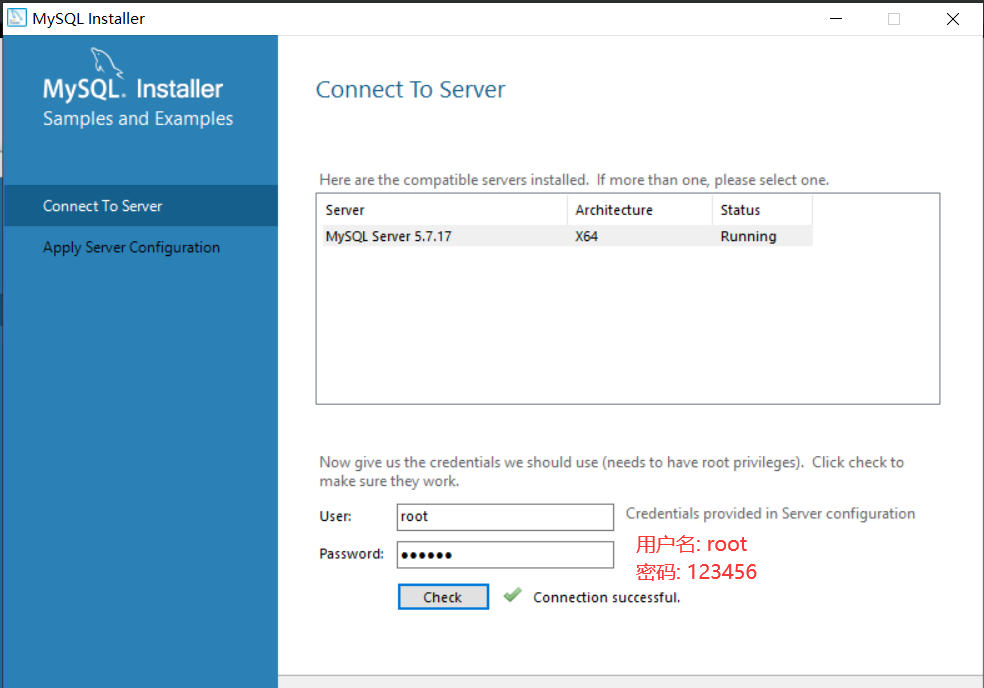 MySQL Installer
MySQL. Installer
Samples and Examples
Connect To Server
Apply Server Configuration
Connect To Server
Here are the compatible servers installed.  If more than one, please select one.
Server Architecture Status
MySQL Server 5.7.17 X64 Running
Now give us the credentials we should use (needs to have root privileges).  Click check to
make sure they work.
User: root Credentials provided in Server configuration
用户名: root
Password: ●●●●●●
密码: 123456
Check Connection successful.